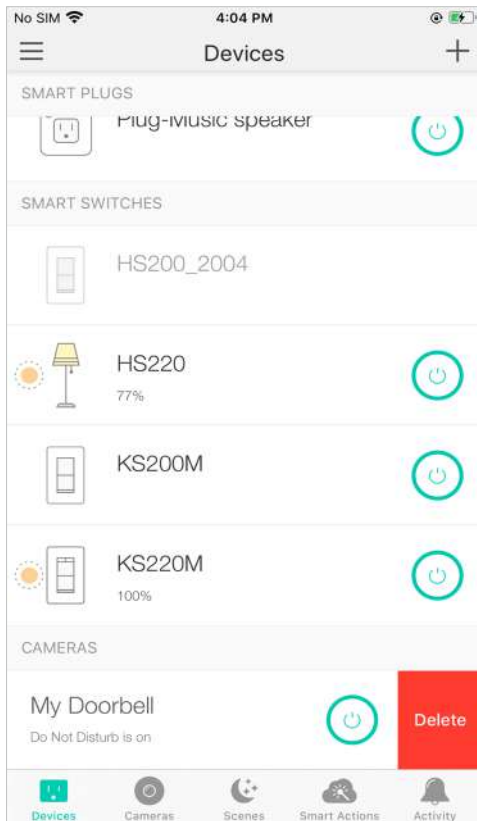 No SIM
4:04 PM
Devices
SMART PLUGS
Plug-Music speaker
SMART SWITCHES
HS200_2004
HS220
77%
KS200M
KS220M
100%
CAMERAS
My Doorbell
Do Not Disturb is on
Delete
Devices Cameras Scenes Smart Actions Activity